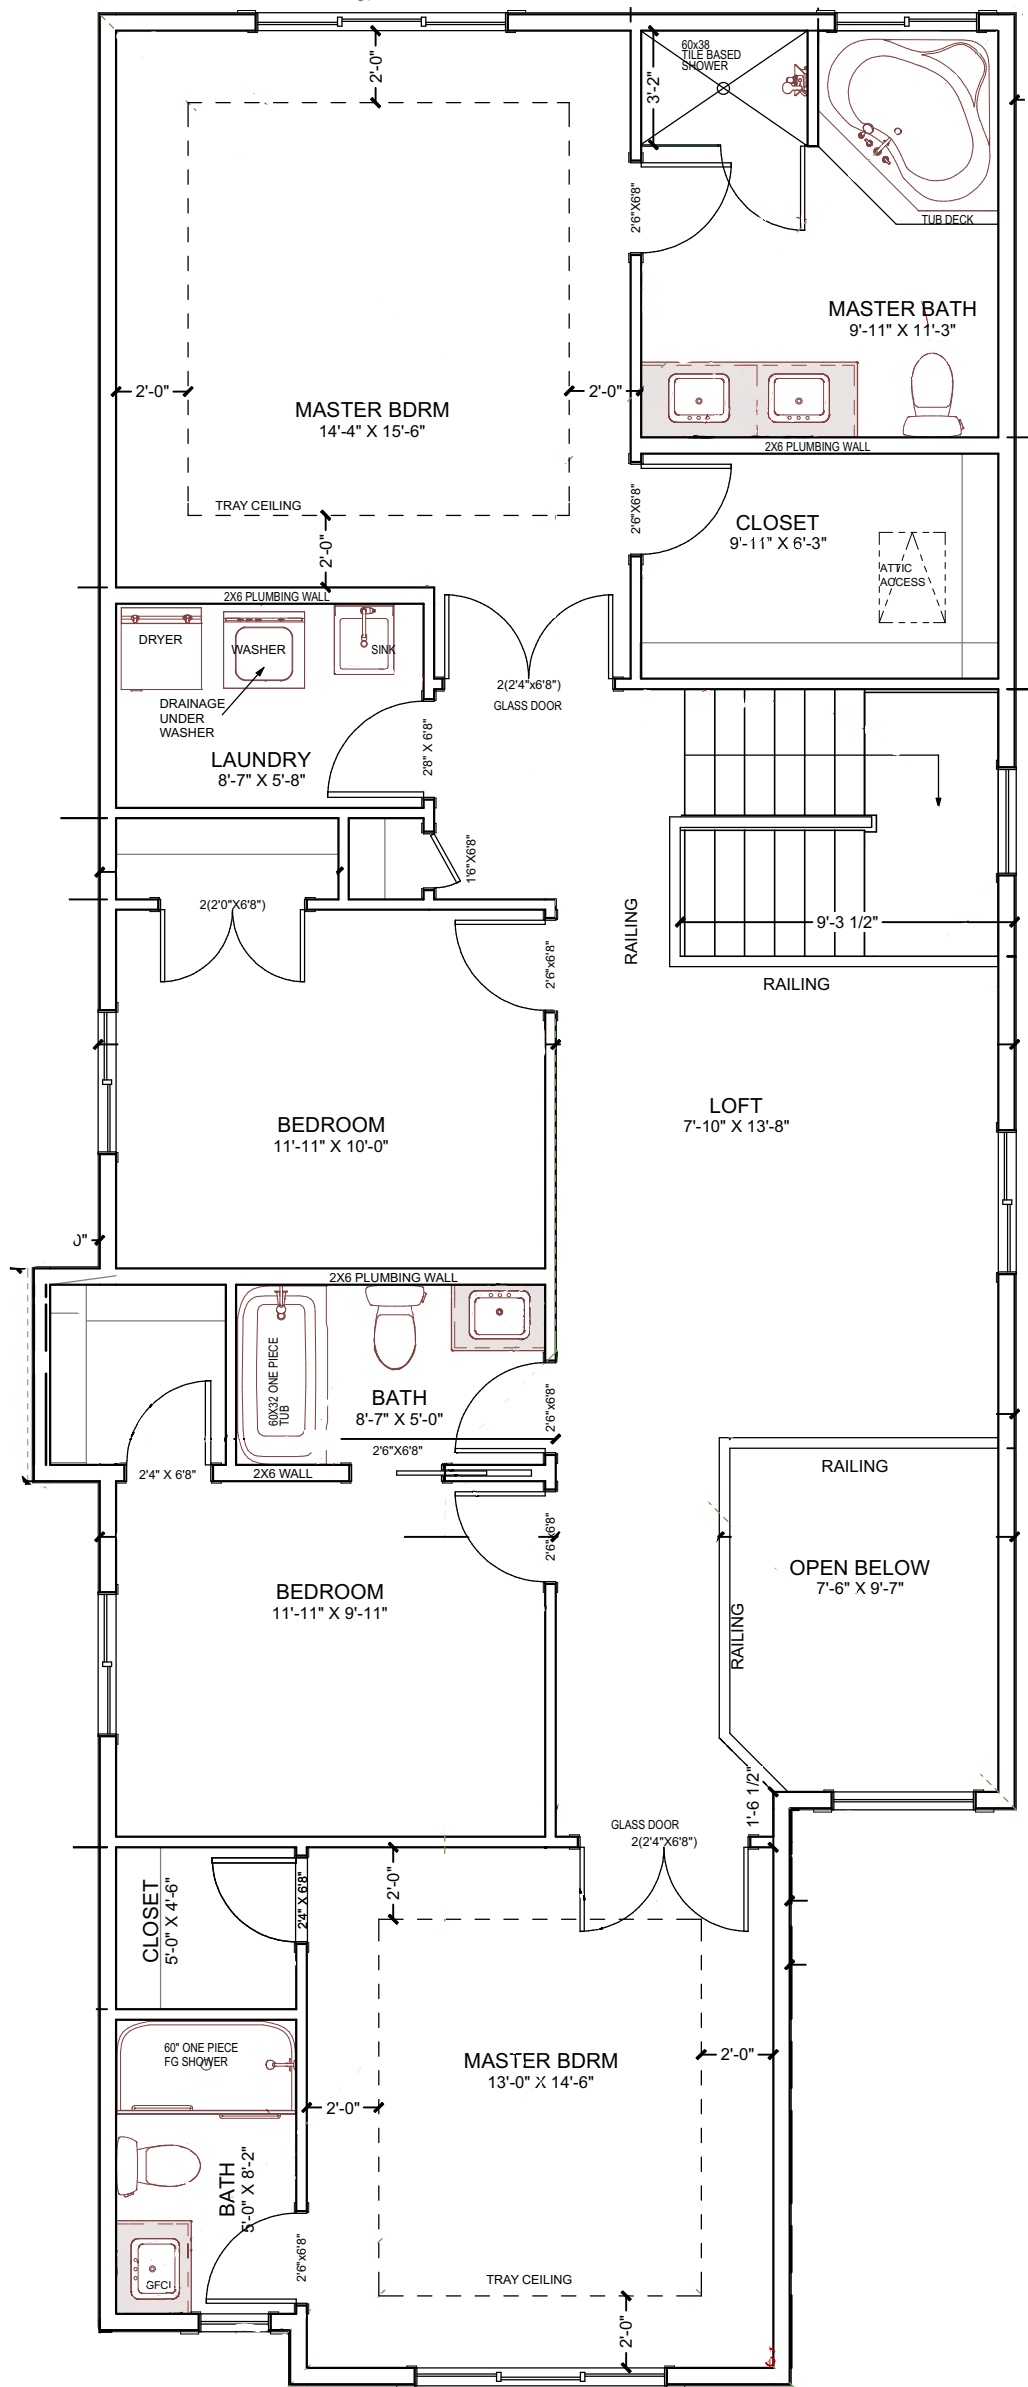 2'-0"
60x38
TILE BASED
SHOWER
3'-2"
2'6"X6'8"
TUB DECK
MASTER BATH
9'-11" X 11'-3"
2'-0"
2'-0"
MASTER BDRM
14'-4" X 15'-6"
2X6 PLUMBING WALL
TRAY CEILING
2'-0"
2'6"X6'8"
CLOSET
9'-11" X 6'-3"
ATTIC
ACCESS
2X6 PLUMBING WALL
DRYER
WASHER
SINK
DRAINAGE
UNDER
WASHER
2(2'4"x6'8")
GLASS DOOR
LAUNDRY
8'-7" X 5'-8"
2'8" X 6'8"
1'6"X6'8"
2(2'0"X6'8")
RAILING
9'-3 1/2"
RAILING
2'6"x6'8"
LOFT
7'-10" X 13'-8"
BEDROOM
11'-11" X 10'-0"
0"
2X6 PLUMBING WALL
60X32 ONE PIECE
TUB
BATH
8'-7" X 5'-0"
2'6"x6'8"
2'6"X6'8"
2'4" X 6'8"
2X6 WALL
RAILING
2'6"x6'8"
OPEN BELOW
7'-6" X 9'-7"
BEDROOM
11'-11" X 9'-11"
RAILING
1'-6 1/2"
GLASS DOOR
2(2'4"X6'8")
CLOSET
5'-0" X 4'-6"
2'4" X 6'8"
2'-0"
60" ONE PIECE
FG SHOWER
MASTER BDRM
13'-0" X 14'-6"
2'-0"
2'-0"
BATH
5'-0" X 8'-2"
2'6"x6'8"
GFCI
TRAY CEILING
2'-0"